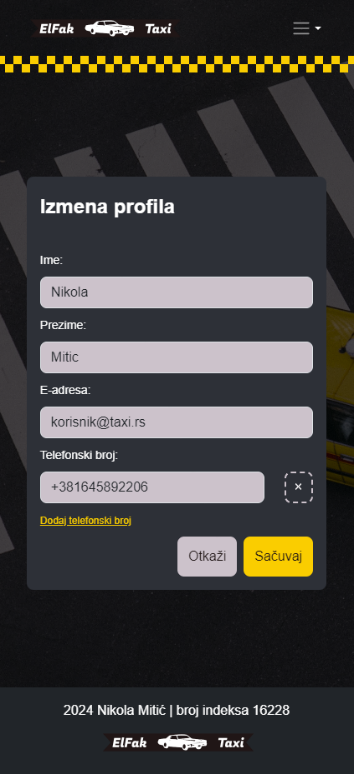 ElFak Taxi
Izmena profila
Ime:
Nikola
Prezime:
Mitic
E-adresa:
korisnik@taxi.rs
Telefonski broj:
+381645892206
×
Dodaj telefonski broj
Otkaži
Sačuvaj
2024 Nikola Mitić | broj indeksa 16228
ElFak Taxi